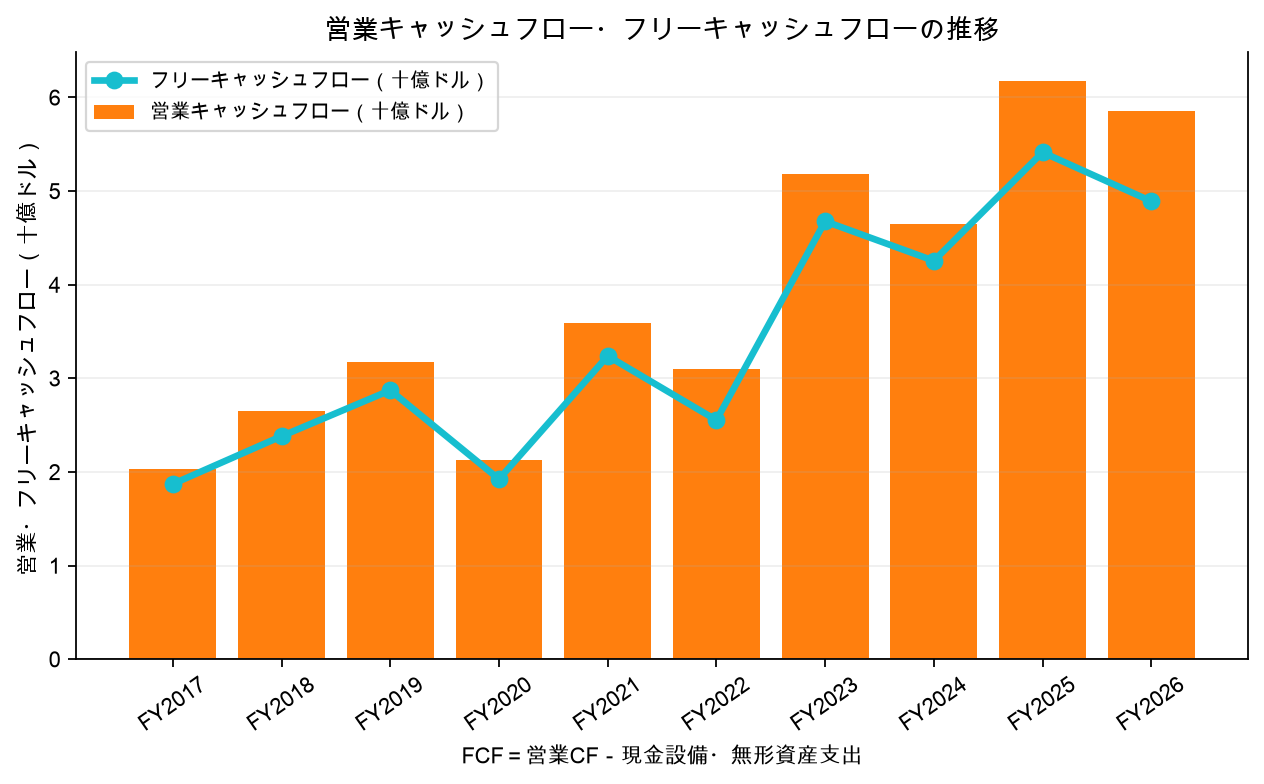 営業キャッシュフロー・フリーキャッシュフローの推移
フリーキャッシュフロー（十億ドル）
営業キャッシュフロー（十億ドル）
営業・フリーキャッシュフロー（十億ドル）
6
5
4
3
2
1
0
FY2017
FY2018
FY2019
FY2020
FY2021
FY2022
FY2023
FY2024
FY2025
FY2026
FCF = 営業CF - 現金設備・無形資産支出